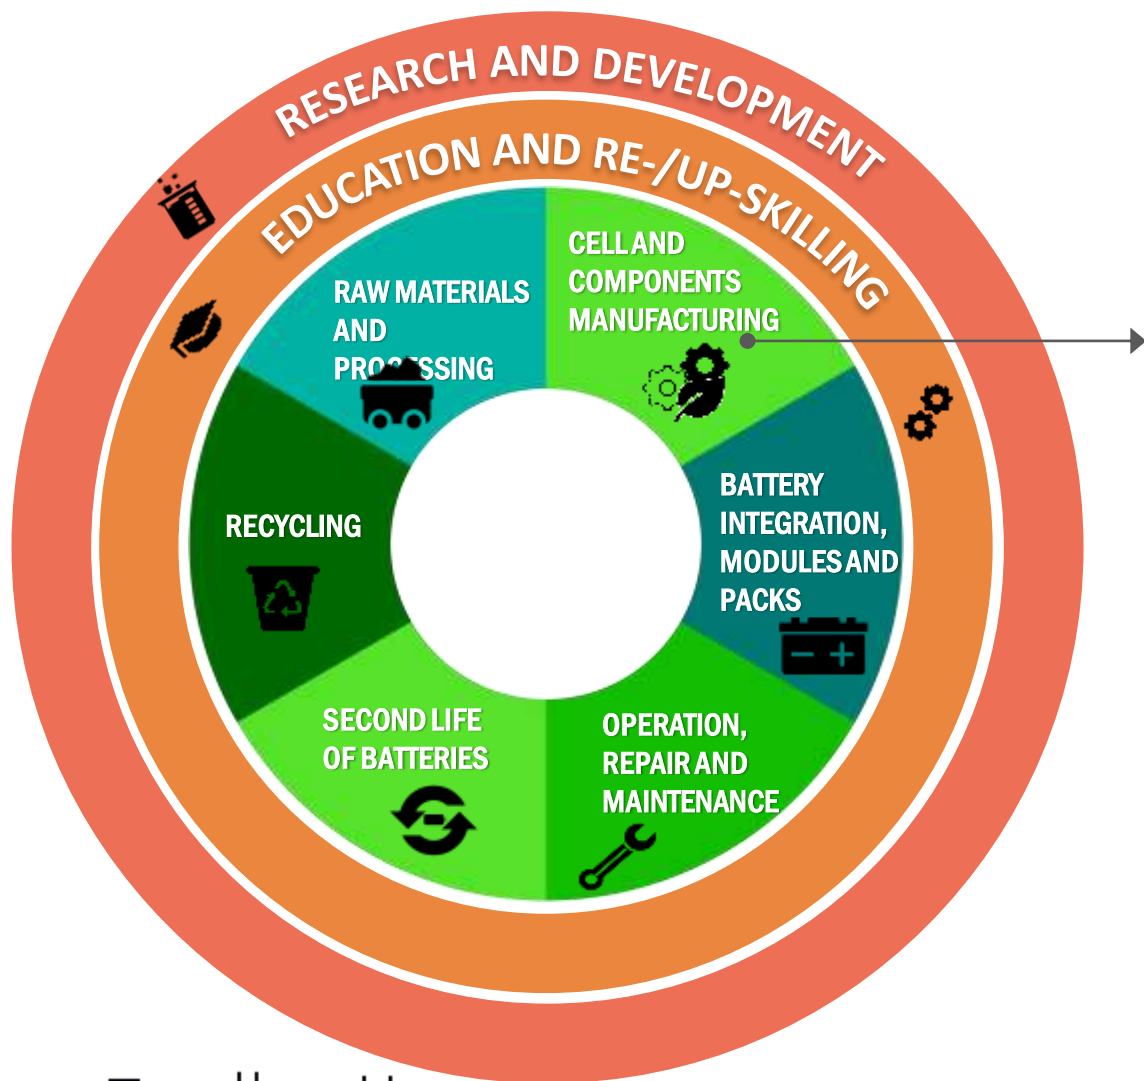 RESEARCH AND DEVELOPMENT
EDUCATION AND RE-/UP-SKILLING
CELL AND
COMPONENTS
MANUFACTURING
RAW MATERIALS
AND
PROCESSING
BATTERY
INTEGRATION,
MODULES AND
PACKS
RECYCLING
SECOND LIFE
OF BATTERIES
OPERATION,
REPAIR AND
MAINTENANCE